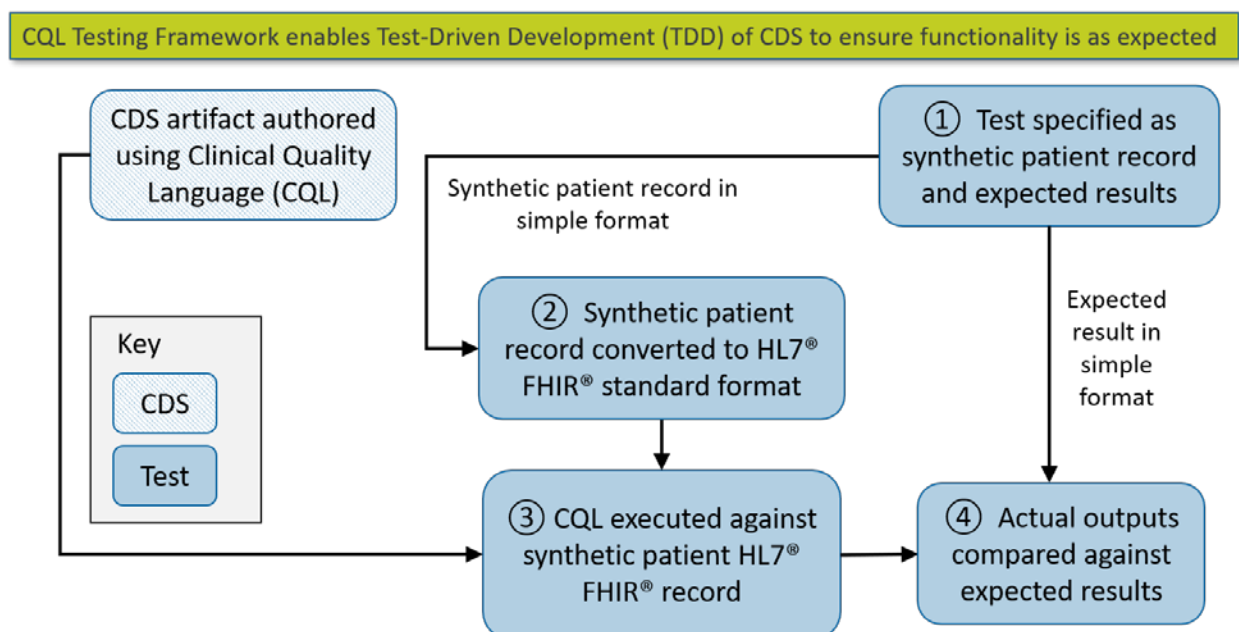 CQL Testing Framework enables Test-Driven Development (TDD) of CDS to ensure functionality is as expected
CDS artifact authored
using Clinical Quality
Language (CQL)
① Test specified as
synthetic patient record
and expected results
Synthetic patient record in
simple format
② Synthetic patient
record converted to HL7®
FHIR® standard format
Expected
result in
simple
format
Key
CDS
Test
③ CQL executed against
synthetic patient HL7®
FHIR® record
④ Actual outputs
compared against
expected results